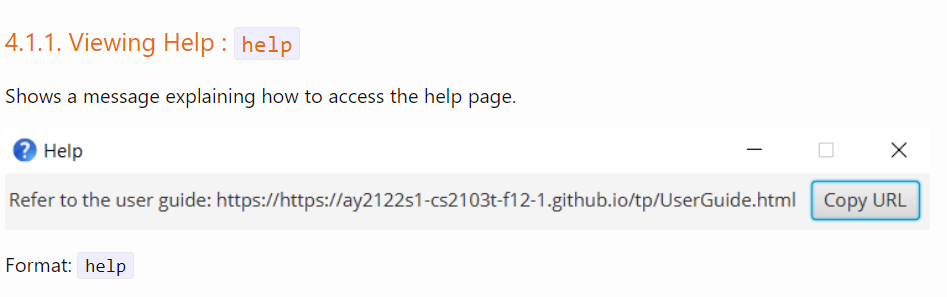 4.1.1. Viewing Help : help
Shows a message explaining how to access the help page.
Help
Refer to the user guide: https://https://ay2122s1-cs2103t-f12-1.github.io/tp/UserGuide.html Copy URL
Format: help